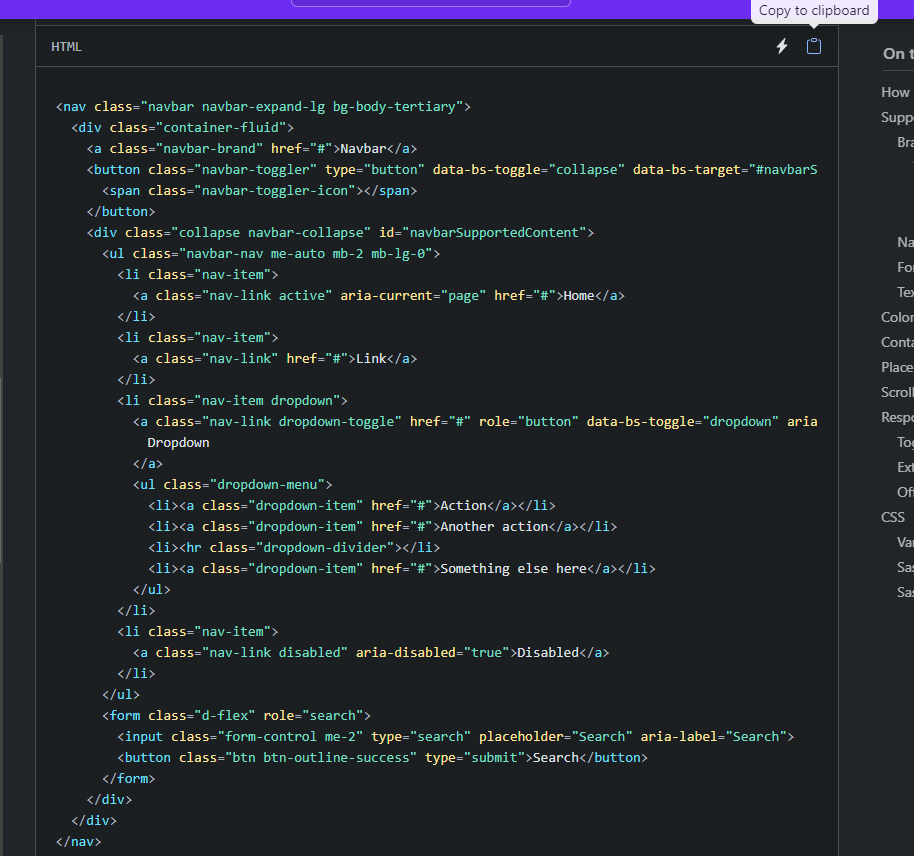 Copy to clipboard
HTML
<nav class="navbar navbar-expand-lg bg-body-tertiary">
<div class="container-fluid">
<a class="navbar-brand" href="#">Navbar</a>
<button class="navbar-toggler" type="button" data-bs-toggle="collapse" data-bs-target="#navbarS
<span class="navbar-toggler-icon"></span>
</button>
<div class="collapse navbar-collapse" id="navbarSupportedContent">
<ul class="navbar-nav me-auto mb-2 mb-lg-0">
<li class="nav-item">
<a class="nav-link active" aria-current="page" href="#">Home</a>
</li>
<li class="nav-item">
<a class="nav-link" href="#">Link</a>
</li>
<li class="nav-item dropdown">
<a class="nav-link dropdown-toggle" href="#" role="button" data-bs-toggle="dropdown" aria
Dropdown
</a>
<ul class="dropdown-menu">
<li><a class="dropdown-item" href="#">Action</a></li>
<li><a class="dropdown-item" href="#">Another action</a></li>
<li><hr class="dropdown-divider"></li>
<li><a class="dropdown-item" href="#">Something else here</a></li>
</ul>
</li>
<li class="nav-item">
<a class="nav-link disabled" aria-disabled="true">Disabled</a>
</li>
</ul>
<form class="d-flex" role="search">
<input class="form-control me-2" type="search" placeholder="Search" aria-label="Search">
<button class="btn btn-outline-success" type="submit">Search</button>
</form>
</div>
</div>
</nav>
On t
How
Suppo
Bra
Na
For
Tex
Color
Conta
Place
Scroll
Respo
Tog
Ext
Off
CSS
Var
Sas
Sas